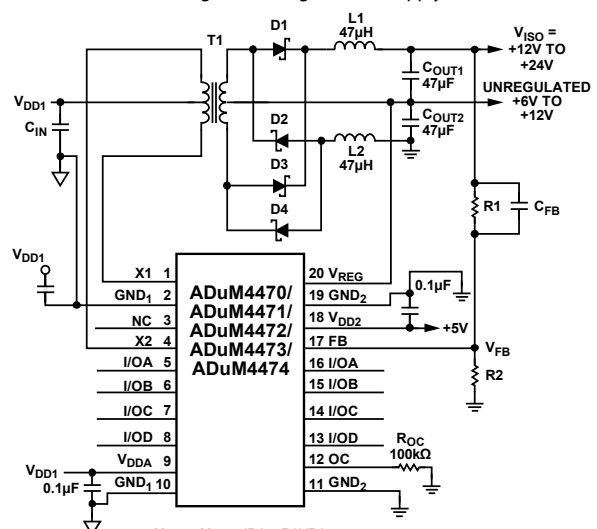 D1
L1
47µH
V_ISO =
+12V TO
+24V
T1
C_OUT1
47µF
UNREGULATED
+6V TO
+12V
V_DD1
C_IN
D2
C_OUT2
47µF
L2
47µH
D3
D4
R1
C_FB
V_DD1
X1 1
GND₁ 2
NC 3
X2 4
I/OA 5
I/OB 6
I/OC 7
I/OD 8
V_DDA 9
GND₁ 10
ADuM4470/
ADuM4471/
ADuM4472/
ADuM4473/
ADuM4474
20 V_REG
19 GND₂
18 V_DD2
17 FB
16 I/OA
15 I/OB
14 I/OC
13 I/OD
12 OC
11 GND₂
0.1µF
+5V
V_FB
R2
R_OC
100kΩ
V_DD1
0.1µF